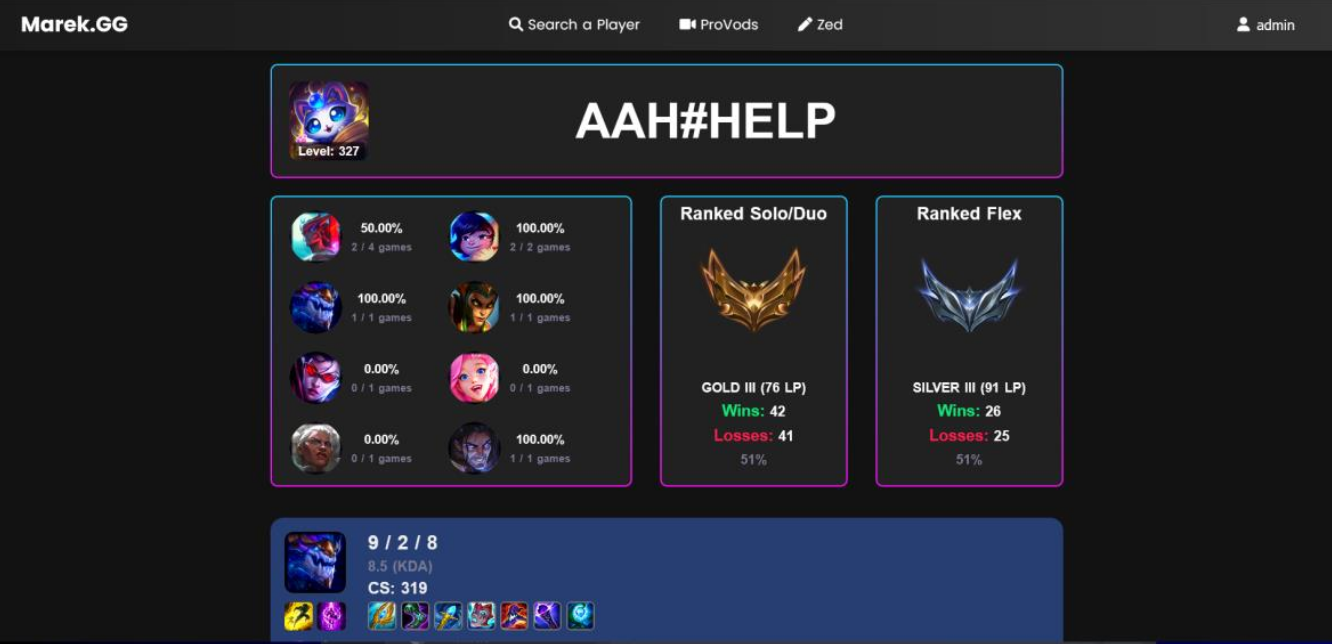 Marek.GG
Search a Player
ProVods
Zed
admin
Level: 327
AAH#HELP
50.00%
2 / 4 games
100.00%
2 / 2 games
100.00%
1 / 1 games
100.00%
1 / 1 games
0.00%
0 / 1 games
0.00%
0 / 1 games
0.00%
0 / 1 games
100.00%
1 / 1 games
Ranked Solo/Duo
GOLD III (76 LP)
Wins: 42
Losses: 41
51%
Ranked Flex
SILVER III (91 LP)
Wins: 26
Losses: 25
51%
9 / 2 / 8
8.5 (KDA)
CS: 319